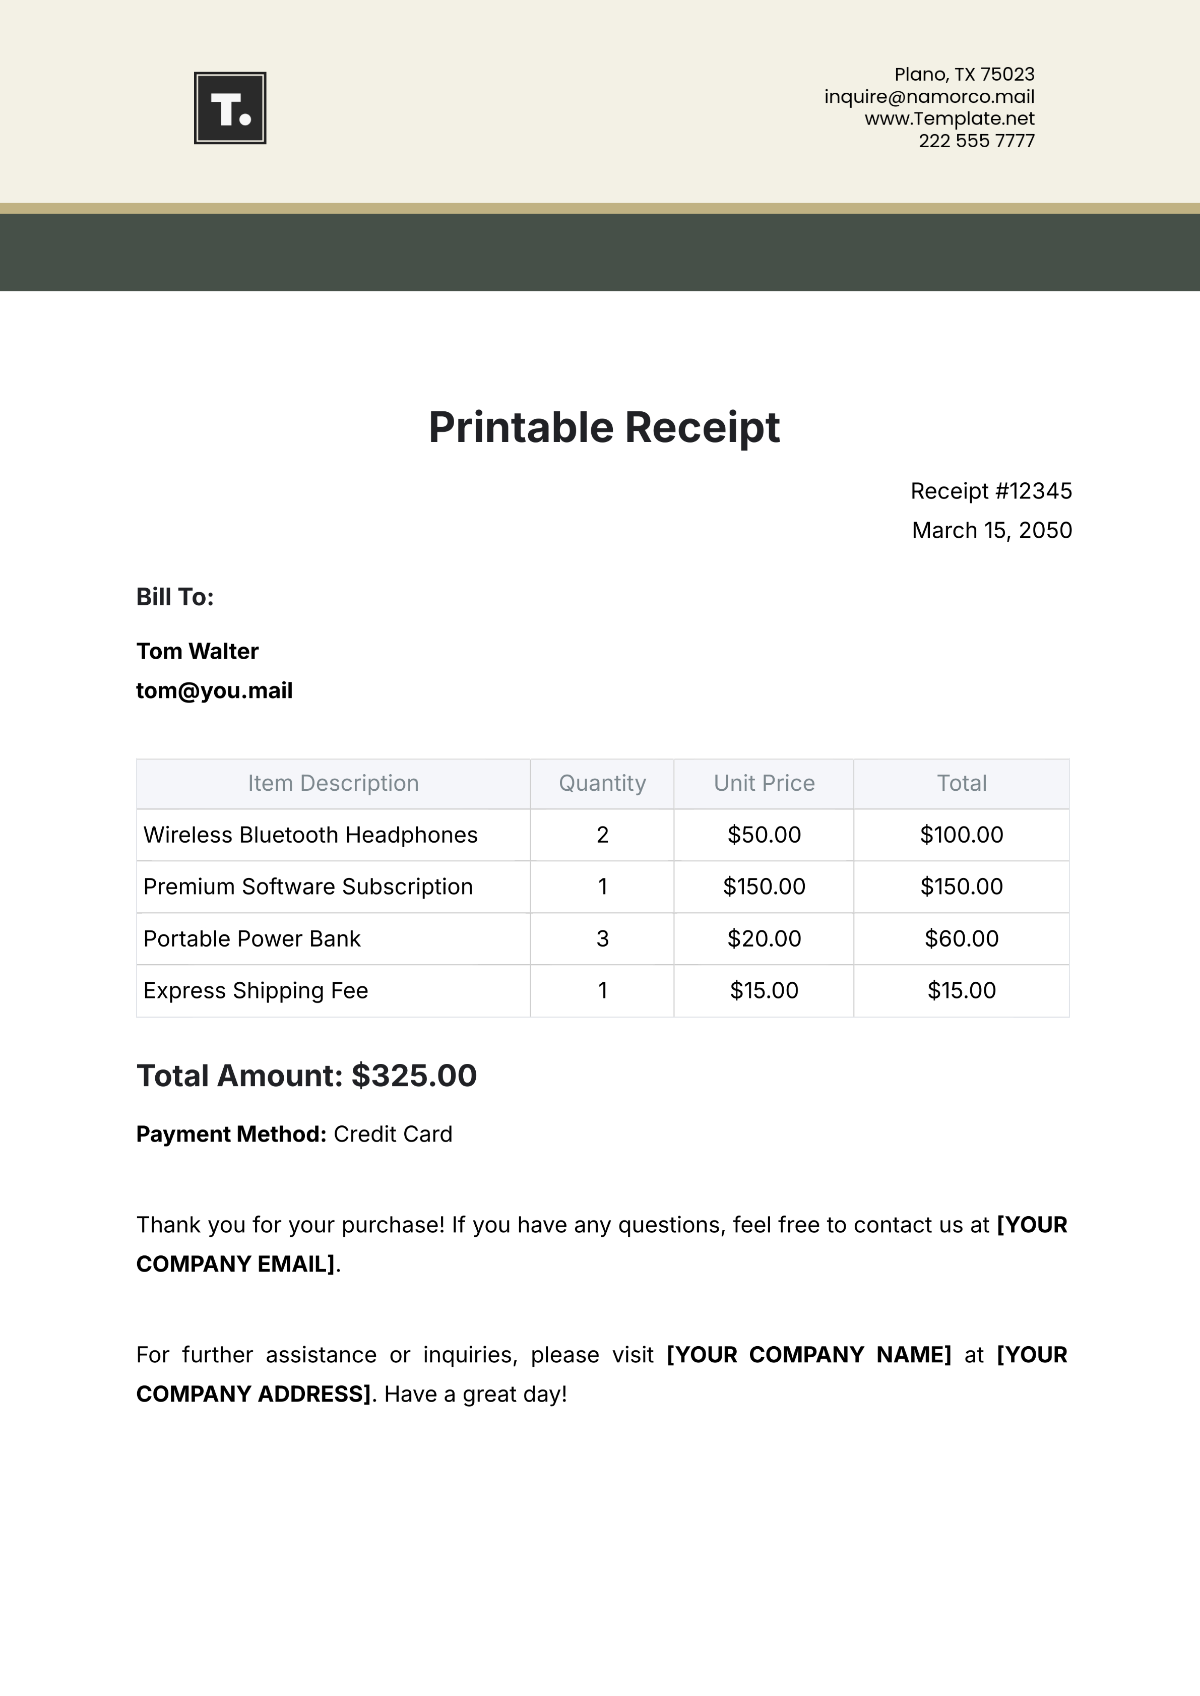 T.
Plano, TX 75023
inquire@namorco.mail
www.Template.net
222 555 7777
Printable Receipt
Receipt #12345
March 15, 2050
Bill To:
Tom Walter
tom@you.mail
Item Description Quantity Unit Price Total
Wireless Bluetooth Headphones 2 $50.00 $100.00
Premium Software Subscription 1 $150.00 $150.00
Portable Power Bank 3 $20.00 $60.00
Express Shipping Fee 1 $15.00 $15.00
Total Amount: $325.00
Payment Method: Credit Card
Thank you for your purchase! If you have any questions, feel free to contact us at [YOUR
COMPANY EMAIL].
For further assistance or inquiries, please visit [YOUR COMPANY NAME] at [YOUR
COMPANY ADDRESS]. Have a great day!